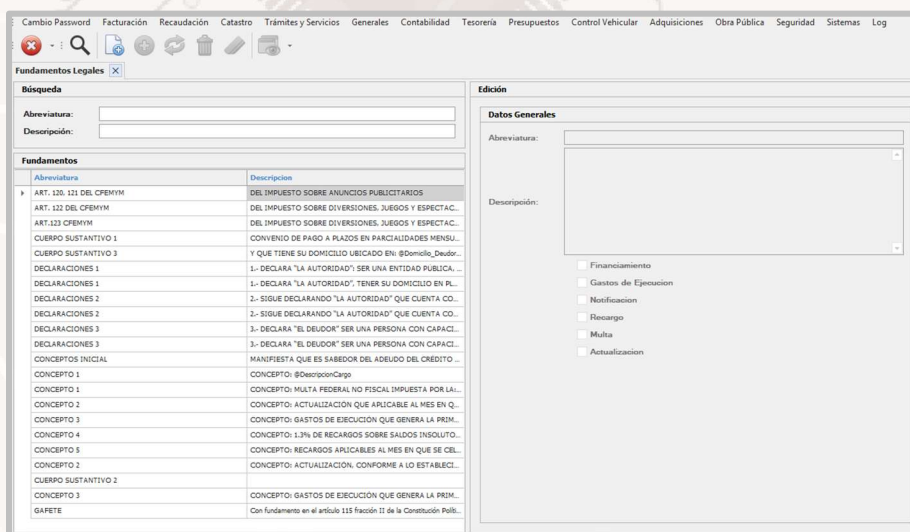 Cambio Password Facturación Recaudación Catastro Trámites y Servicios Generales Contabilidad Tesorería Presupuestos Control Vehicular Adquisiciones Obra Pública Seguridad Sistemas Log
Fundamentos Legales
Búsqueda
Abreviatura:
Descripción:
Fundamentos
Abreviatura Descripcion
ART. 120, 121 DEL CFEMYM DEL IMPUESTO SOBRE ANUNCIOS PUBLICITARIOS
ART. 122 DEL CFEMYM DEL IMPUESTO SOBRE DIVERSIONES, JUEGOS Y ESPECTAC...
ART.123 CFEMYM DEL IMPUESTO SOBRE DIVERSIONES, JUEGOS Y ESPECTAC...
CUERPO SUSTANTIVO 1 CONVENIO DE PAGO A PLAZOS EN PARCIALIDADES MENSU...
CUERPO SUSTANTIVO 3 Y QUE TIENE SU DOMICILIO UBICADO EN: @Domicilio_Deudor...
DECLARACIONES 1 1.- DECLARA "LA AUTORIDAD": SER UNA ENTIDAD PÚBLICA, ...
DECLARACIONES 1 1.- DECLARA "LA AUTORIDAD", TENER SU DOMICILIO EN PL...
DECLARACIONES 2 2.- SIGUE DECLARANDO "LA AUTORIDAD" QUE CUENTA CO...
DECLARACIONES 2 2.- SIGUE DECLARANDO "LA AUTORIDAD" QUE CUENTA CO...
DECLARACIONES 3 3.- DECLARA "EL DEUDOR" SER UNA PERSONA CON CAPACI...
DECLARACIONES 3 3.- DECLARA "EL DEUDOR" SER UNA PERSONA CON CAPACI...
CONCEPTOS INICIAL MANIFIESTA QUE ES SABEDOR DEL ADEUDO DEL CRÉDITO ...
CONCEPTO 1 CONCEPTO: @DescripcionCargo
CONCEPTO 1 CONCEPTO: MULTA FEDERAL NO FISCAL IMPUESTA POR LA:...
CONCEPTO 2 CONCEPTO: ACTUALIZACIÓN QUE APLICABLE AL MES EN Q...
CONCEPTO 3 CONCEPTO: GASTOS DE EJECUCIÓN QUE GENERA LA PRIM...
CONCEPTO 4 CONCEPTO: 1.3% DE RECARGOS SOBRE SALDOS INSOLUTO...
CONCEPTO 5 CONCEPTO: RECARGOS APLICABLES AL MES EN QUE SE CEL...
CONCEPTO 2 CONCEPTO: ACTUALIZACIÓN, CONFORME A LO ESTABLECI...
CUERPO SUSTANTIVO 2
CONCEPTO 3 CONCEPTO: GASTOS DE EJECUCIÓN QUE GENERA LA PRIM...
GAFETE Con fundamento en el artículo 115 fracción II de la Constitución Políti...
Edición
Datos Generales
Abreviatura:
Descripción:
Financiamiento
Gastos de Ejecucion
Notificacion
Recargo
Multa
Actualizacion